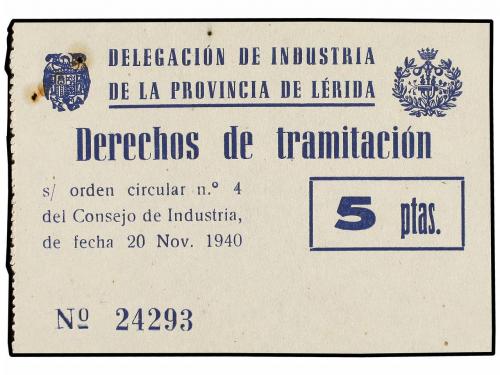 DELEGACIÓN DE INDUSTRIA
DE LA PROVINCIA DE LÉRIDA
Derechos de tramitación
s/ orden circular n.º 4
del Consejo de Industria,
de fecha 20 Nov. 1940
5 ptas.
Nº 24293